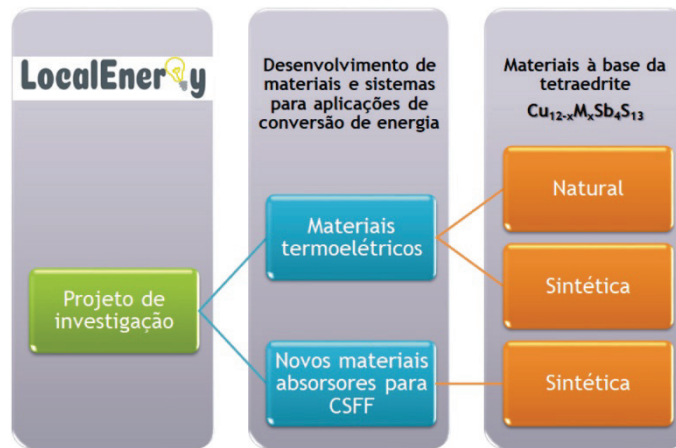 LocalEnergy
Projeto de
investigação
Desenvolvimento de
materiais e sistemas
para aplicações de
conversão de energia
Materiais
termoelétricos
Novos materiais
absorsores para
CSFF
Materiais à base da
tetraedrite
Cu₁₂₋ₓMₓSb₄S₁₃
Natural
Sintética
Sintética